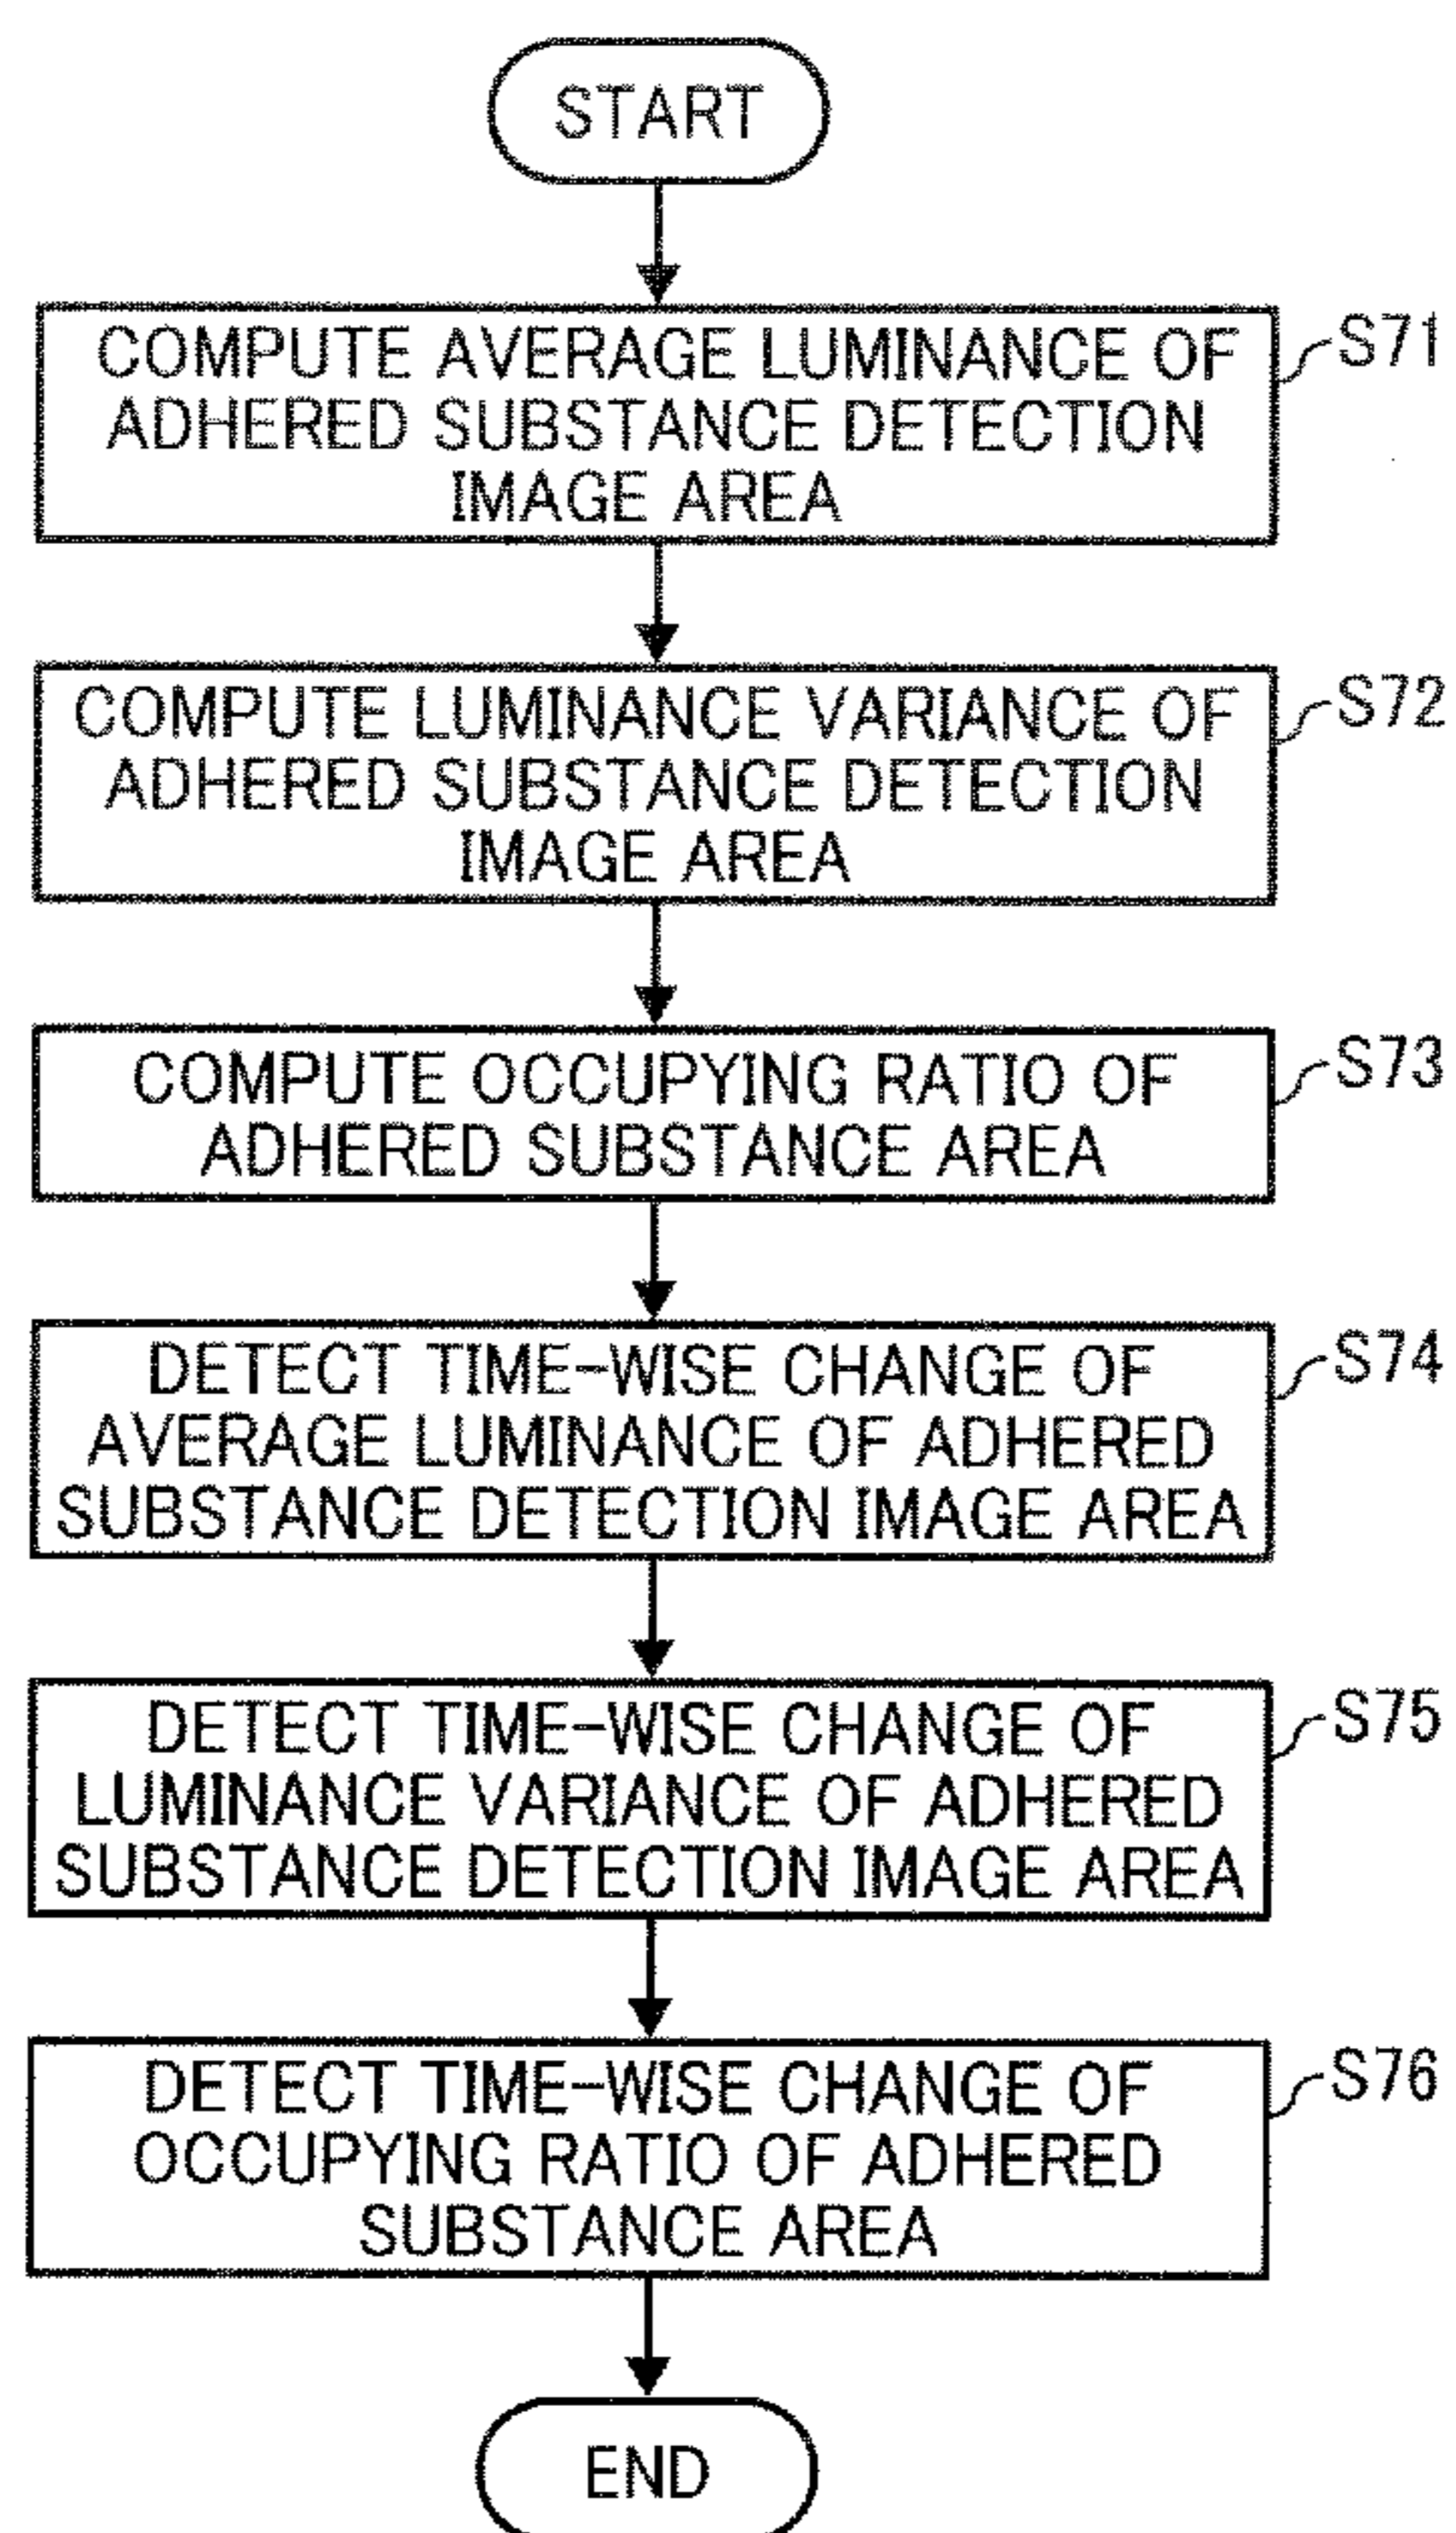 START
COMPUTE AVERAGE LUMINANCE OF
ADHERED SUBSTANCE DETECTION
IMAGE AREA
S71
COMPUTE LUMINANCE VARIANCE OF
ADHERED SUBSTANCE DETECTION
IMAGE AREA
S72
COMPUTE OCCUPYING RATIO OF
ADHERED SUBSTANCE AREA
S73
DETECT TIME-WISE CHANGE OF
AVERAGE LUMINANCE OF ADHERED
SUBSTANCE DETECTION IMAGE AREA
S74
DETECT TIME-WISE CHANGE OF
LUMINANCE VARIANCE OF ADHERED
SUBSTANCE DETECTION IMAGE AREA
S75
DETECT TIME-WISE CHANGE OF
OCCUPYING RATIO OF ADHERED
SUBSTANCE AREA
S76
END